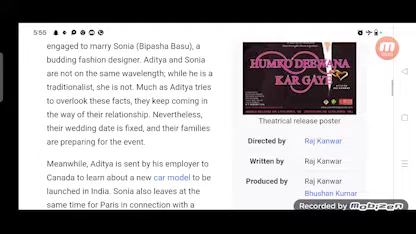 5:55
engaged to marry Sonia (Bipasha Basu), a
budding fashion designer. Aditya and Sonia
are not on the same wavelength; while he is a
traditionalist, she is not. Much as Aditya tries
to overlook these facts, they keep coming in
the way of their relationship. Nevertheless,
their wedding date is fixed, and their families
are preparing for the event.
Meanwhile, Aditya is sent by his employer to
Canada to learn about a new car model to be
launched in India. Sonia also leaves at the
same time for Paris in connection with a
HUMKO DEEWANA
KAR GAYE
Theatrical release poster
Directed by Raj Kanwar
Written by Raj Kanwar
Produced by Raj Kanwar
Bhushan Kumar
Recorded by Mobizen